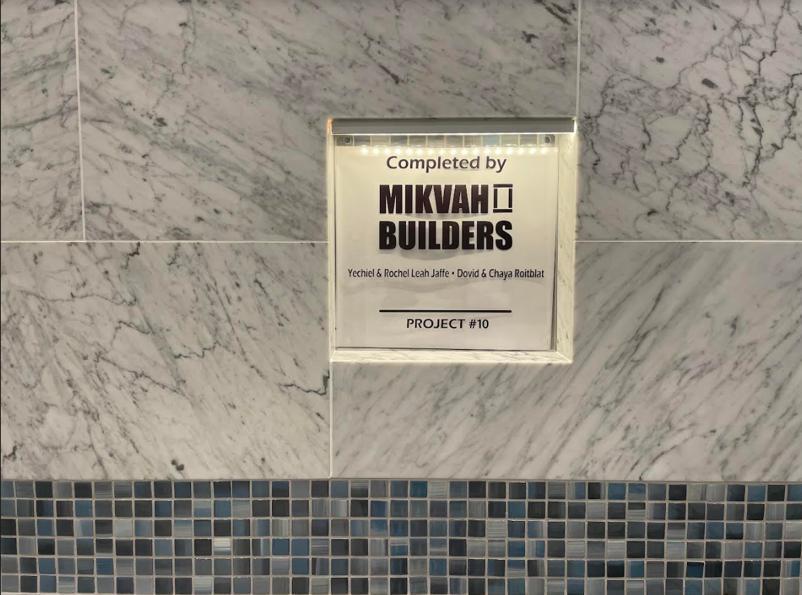 Completed by
MIKVAH
BUILDERS
Yechiel & Rochel Leah Jaffe • Dovid & Chaya Roitblat
PROJECT #10